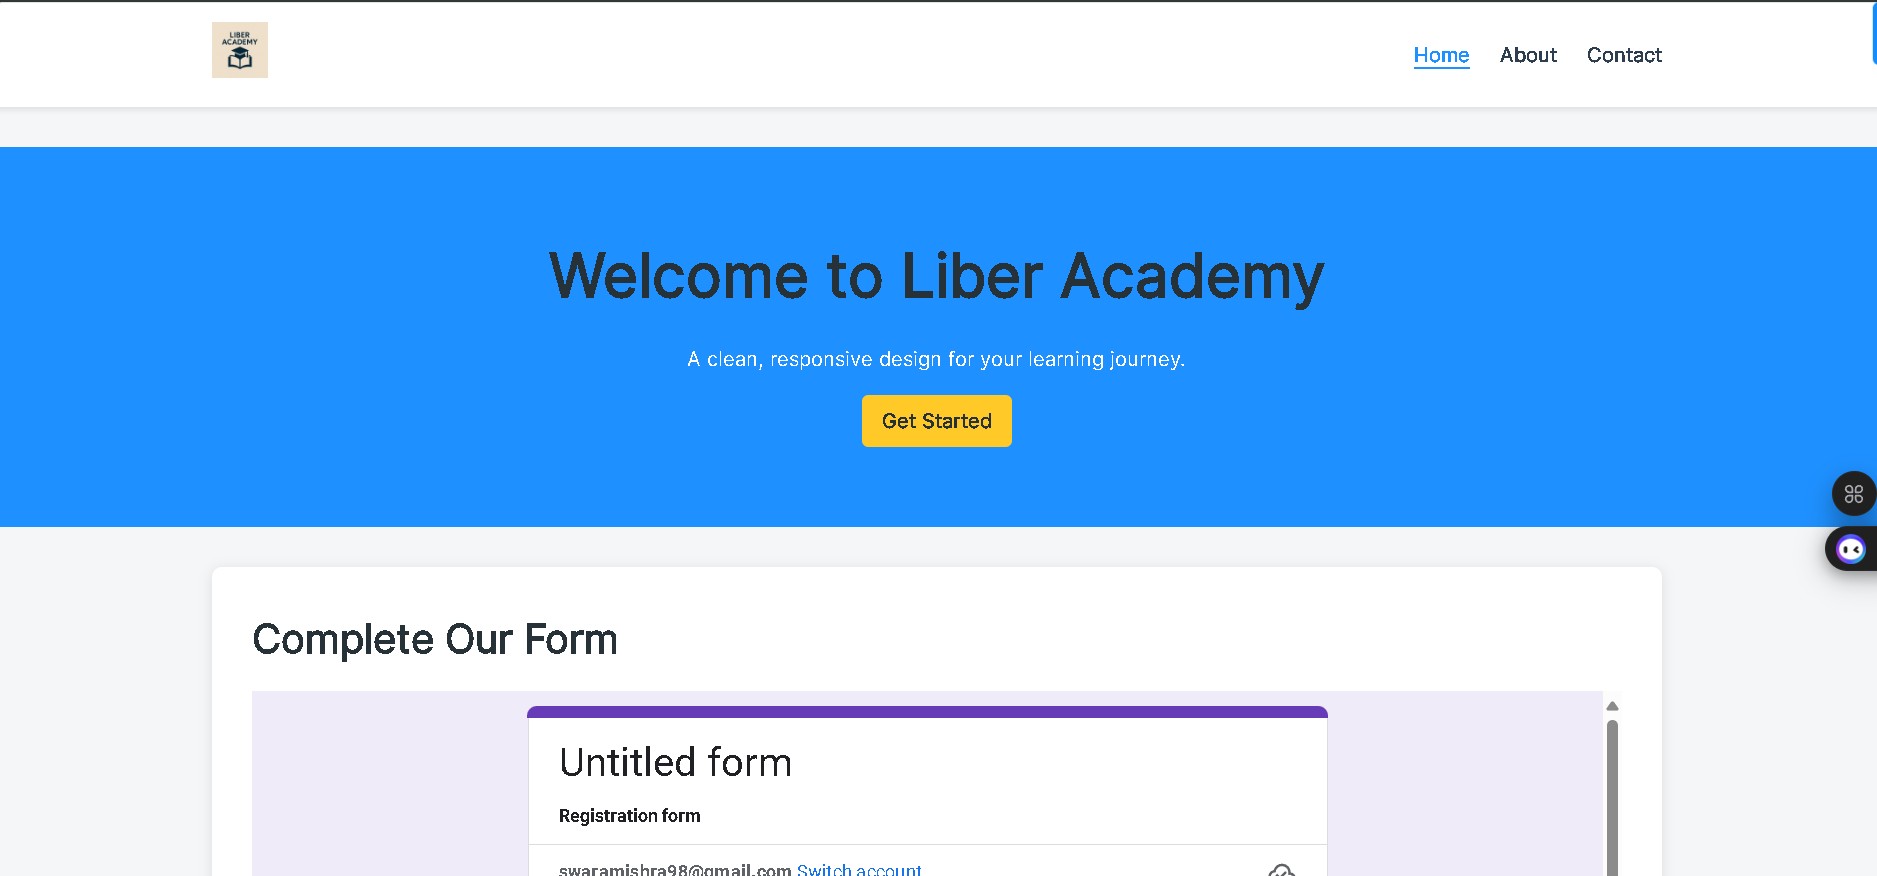 LIBER
ACADEMY
Home About Contact
Welcome to Liber Academy
A clean, responsive design for your learning journey.
Get Started
Complete Our Form
Untitled form
Registration form
swaramishra98@gmail.com Switch account